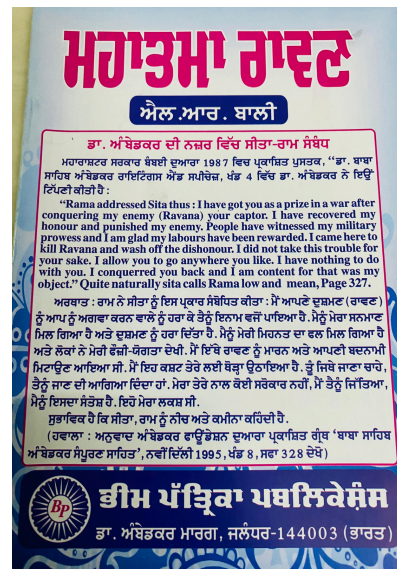 ਮਹਾਤਮਾ ਰਾਵਣ
ਐਲ.ਆਰ. ਬਾਲੀ
ਡਾ. ਅੰਬੇਡਕਰ ਦੀ ਨਜ਼ਰ ਵਿੱਚ ਸੀਤਾ-ਰਾਮ ਸੰਬੰਧ
ਮਹਾਰਾਸ਼ਟਰ ਸਰਕਾਰ ਬੰਬਈ ਦੁਆਰਾ 1987 ਵਿਚ ਪ੍ਰਕਾਸ਼ਿਤ ਪੁਸਤਕ, “ਡਾ. ਬਾਬਾ
ਸਾਹਿਬ ਅੰਬੇਡਕਰ ਰਾਇਟਿੰਗਸ ਐਂਡ ਸਪੀਚੇਜ਼, ਖੰਡ 4 ਵਿੱਚ ਡਾ. ਅੰਬੇਡਕਰ ਨੇ ਇਉਂ
ਟਿੱਪਣੀ ਕੀਤੀ ਹੈ :
“Rama addressed Sita thus : I have got you as a prize in a war after
conquering my enemy (Ravana) your captor. I have recovered my
honour and punished my enemy. People have witnessed my military
prowess and I am glad my labours have been rewarded. I came here to
kill Ravana and wash off the dishonour. I did not take this trouble for
your sake. I allow you to go anywhere you like. I have nothing to do
with you. I conquerred you back and I am content for that was my
object.” Quite naturally sita calls Rama low and mean, Page 327.
ਅਰਥਾਤ : ਰਾਮ ਨੇ ਸੀਤਾ ਨੂੰ ਇਸ ਪ੍ਰਕਾਰ ਸੰਬੋਧਿਤ ਕੀਤਾ : ਮੈਂ ਆਪਣੇ ਦੁਸ਼ਮਣ (ਰਾਵਣ)
ਨੂੰ ਆਪ ਨੂੰ ਅਗਵਾ ਕਰਨ ਵਾਲੇ ਨੂੰ ਹਰਾ ਕੇ ਤੈਨੂੰ ਇਨਾਮ ਵਜੋਂ ਪਾਇਆ ਹੈ. ਮੈਨੂੰ ਮੇਰਾ ਸਨਮਾਨ
ਮਿਲ ਗਿਆ ਹੈ ਅਤੇ ਦੁਸ਼ਮਣ ਨੂੰ ਹਰਾ ਦਿੱਤਾ ਹੈ. ਮੈਨੂੰ ਮੇਰੀ ਮਿਹਨਤ ਦਾ ਫਲ ਮਿਲ ਗਿਆ ਹੈ
ਅਤੇ ਲੋਕਾਂ ਨੇ ਮੇਰੀ ਫੌਜ਼ੀ-ਯੋਗਤਾ ਦੇਖੀ. ਮੈਂ ਇੱਥੇ ਰਾਵਣ ਨੂੰ ਮਾਰਨ ਅਤੇ ਆਪਣੀ ਬਦਨਾਮੀ
ਮਿਟਾਉਣ ਆਇਆ ਸੀ. ਮੈਂ ਇਹ ਕਸ਼ਟ ਤੇਰੇ ਲਈ ਥੋੜ੍ਹਾ ਉਠਾਇਆ ਹੈ. ਤੂੰ ਜਿਥੇ ਜਾਣਾ ਚਾਹੇ,
ਤੈਨੂੰ ਜਾਣ ਦੀ ਆਗਿਆ ਦਿੰਦਾ ਹਾਂ. ਮੇਰਾ ਤੇਰੇ ਨਾਲ ਕੋਈ ਸਰੋਕਾਰ ਨਹੀਂ, ਮੈਂ ਤੈਨੂੰ ਜਿੱਤਿਆ,
ਮੈਨੂੰ ਇਸਦਾ ਸੰਤੋਸ਼ ਹੈ. ਇਹੋ ਮੇਰਾ ਲਕਸ਼ ਸੀ.
ਸੁਭਾਵਿਕ ਹੈ ਕਿ ਸੀਤਾ, ਰਾਮ ਨੂੰ ਨੀਚ ਅਤੇ ਕਮੀਨਾ ਕਹਿੰਦੀ ਹੈ.
(ਹਵਾਲਾ : ਅਨੁਵਾਦ ਅੰਬੇਡਕਰ ਫਾਊਂਡੇਸ਼ਨ ਦੁਆਰਾ ਪ੍ਰਕਾਸ਼ਿਤ ਗ੍ਰੰਥ ‘ਬਾਬਾ ਸਾਹਿਬ
ਅੰਬੇਡਕਰ ਸੰਪੂਰਣ ਸਾਹਿਤ’, ਨਵੀਂ ਦਿੱਲੀ 1995, ਖੰਡ 8, ਸਫਾ 328 ਦੇਖੋ)
BP
ਭੀਮ ਪੱਤ੍ਰਿਕਾ ਪਬਲਿਕੇਸ਼ੰਸ
ਡਾ. ਅੰਬੇਡਕਰ ਮਾਰਗ, ਜਲੰਧਰ-144003 (ਭਾਰਤ)